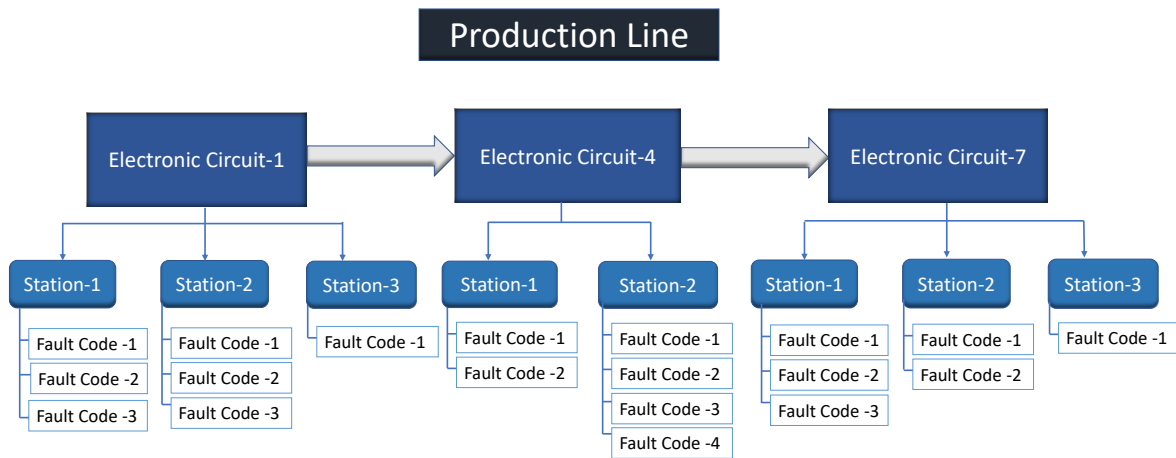 Production Line
Electronic Circuit-1
Electronic Circuit-4
Electronic Circuit-7
Station-1
Fault Code -1
Fault Code -2
Fault Code -3
Station-2
Fault Code -1
Fault Code -2
Fault Code -3
Station-3
Fault Code -1
Station-1
Fault Code -1
Fault Code -2
Station-2
Fault Code -1
Fault Code -2
Fault Code -3
Fault Code -4
Station-1
Fault Code -1
Fault Code -2
Fault Code -3
Station-2
Fault Code -1
Fault Code -2
Station-3
Fault Code -1